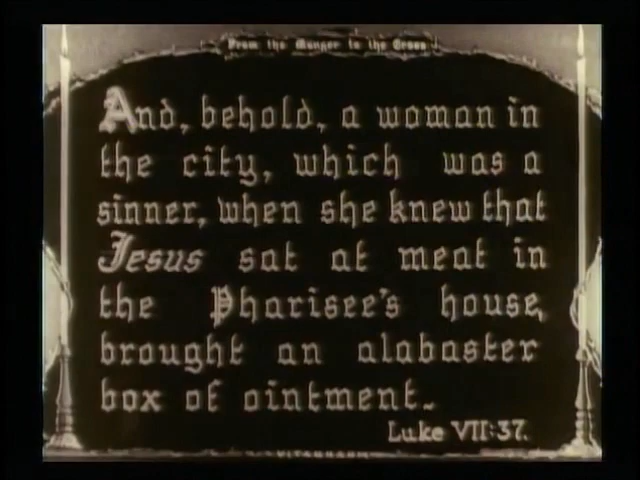 From the Manger to the Cross
And, behold, a woman in
the city, which was a
sinner, when she knew that
Jesus sat at meat in
the Pharisee's house,
brought an alabaster
box of ointment.
Luke VII:37.
VITAGRAPH